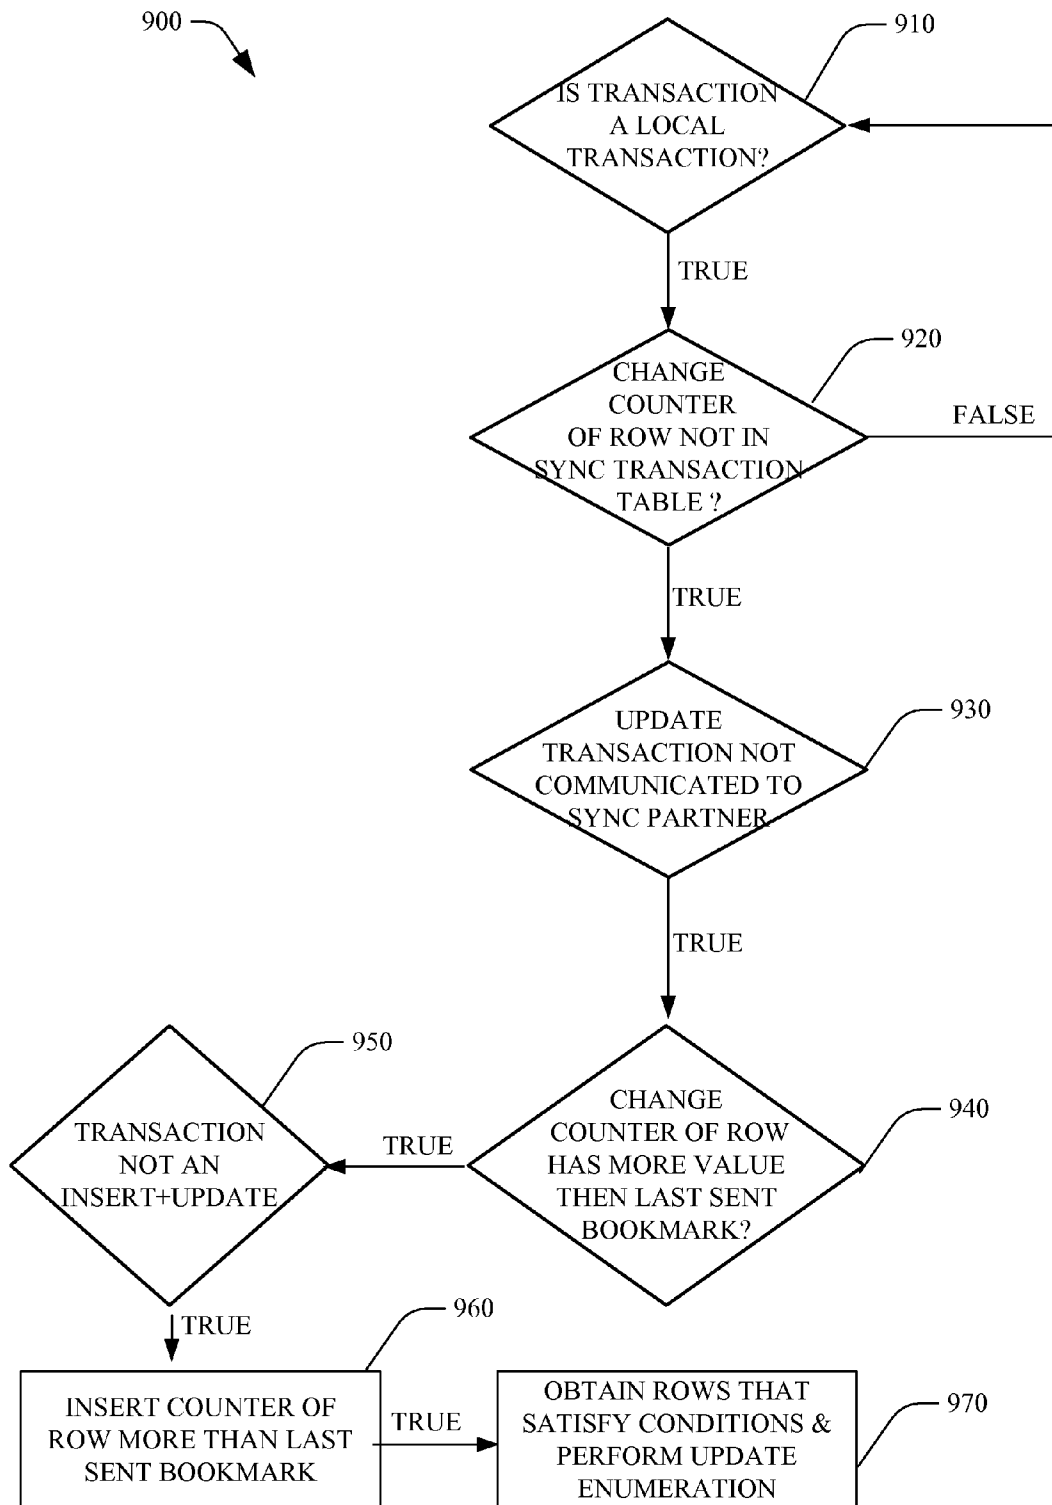 900
910
IS TRANSACTION
A LOCAL
TRANSACTION?
TRUE
920
CHANGE
COUNTER
OF ROW NOT IN
SYNC TRANSACTION
TABLE ?
FALSE
TRUE
930
UPDATE
TRANSACTION NOT
COMMUNICATED TO
SYNC PARTNER
TRUE
940
CHANGE
COUNTER OF ROW
HAS MORE VALUE
THEN LAST SENT
BOOKMARK?
TRUE
950
TRANSACTION
NOT AN
INSERT+UPDATE
TRUE
960
INSERT COUNTER OF
ROW MORE THAN LAST
SENT BOOKMARK
TRUE
OBTAIN ROWS THAT
SATISFY CONDITIONS &
PERFORM UPDATE
ENUMERATION
970